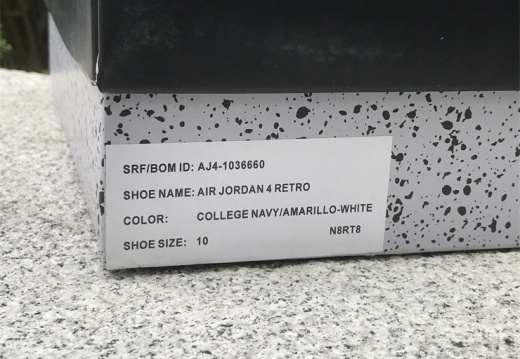 SRF/BOM ID: AJ4-1036660
SHOE NAME: AIR JORDAN 4 RETRO
COLOR: COLLEGE NAVY/AMARILLO-WHITE
N8RT8
SHOE SIZE: 10